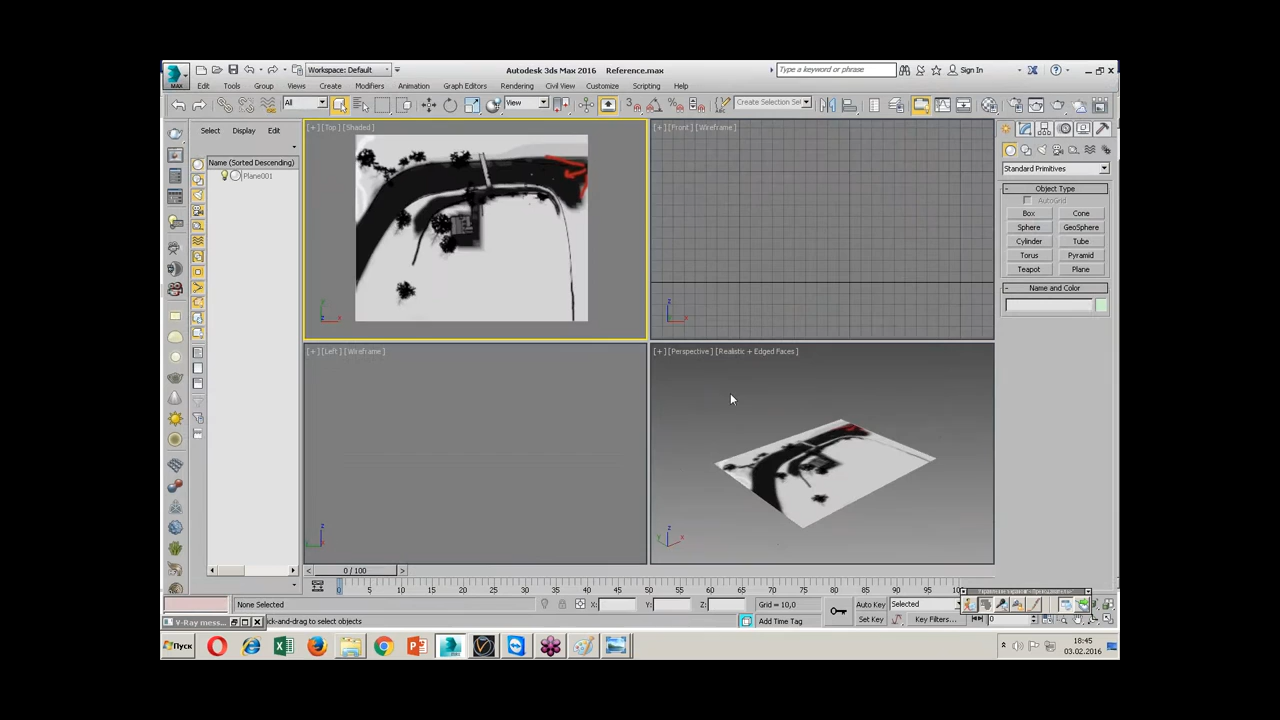 Workspace: Default
Autodesk 3ds Max 2016 Reference.max
Type a keyword or phrase
Sign In
MAX
Edit Tools Group Views Create Modifiers Animation Graph Editors Rendering Civil View Customize Scripting Help
All
View
Create Selection Se
Select Display Edit
Name (Sorted Descending)
Plane001
[+] [Top] [Shaded]
[+] [Front] [Wireframe]
[+] [Left] [Wireframe]
[+] [Perspective] [Realistic + Edged Faces]
Standard Primitives
Object Type
AutoGrid
Box Cone
Sphere GeoSphere
Cylinder Tube
Torus Pyramid
Teapot Plane
Name and Color
0 / 100
0 5 10 15 20 25 30 35 40 45 50 55 60 65 70 75 80 85 90 95
None Selected
X: Y: Z:
Grid = 10,0
Auto Key Selected
V-Ray mess...
ick-and-drag to select objects
Add Time Tag
Set Key Key Filters...
0
Пуск
18:45
03.02.2016